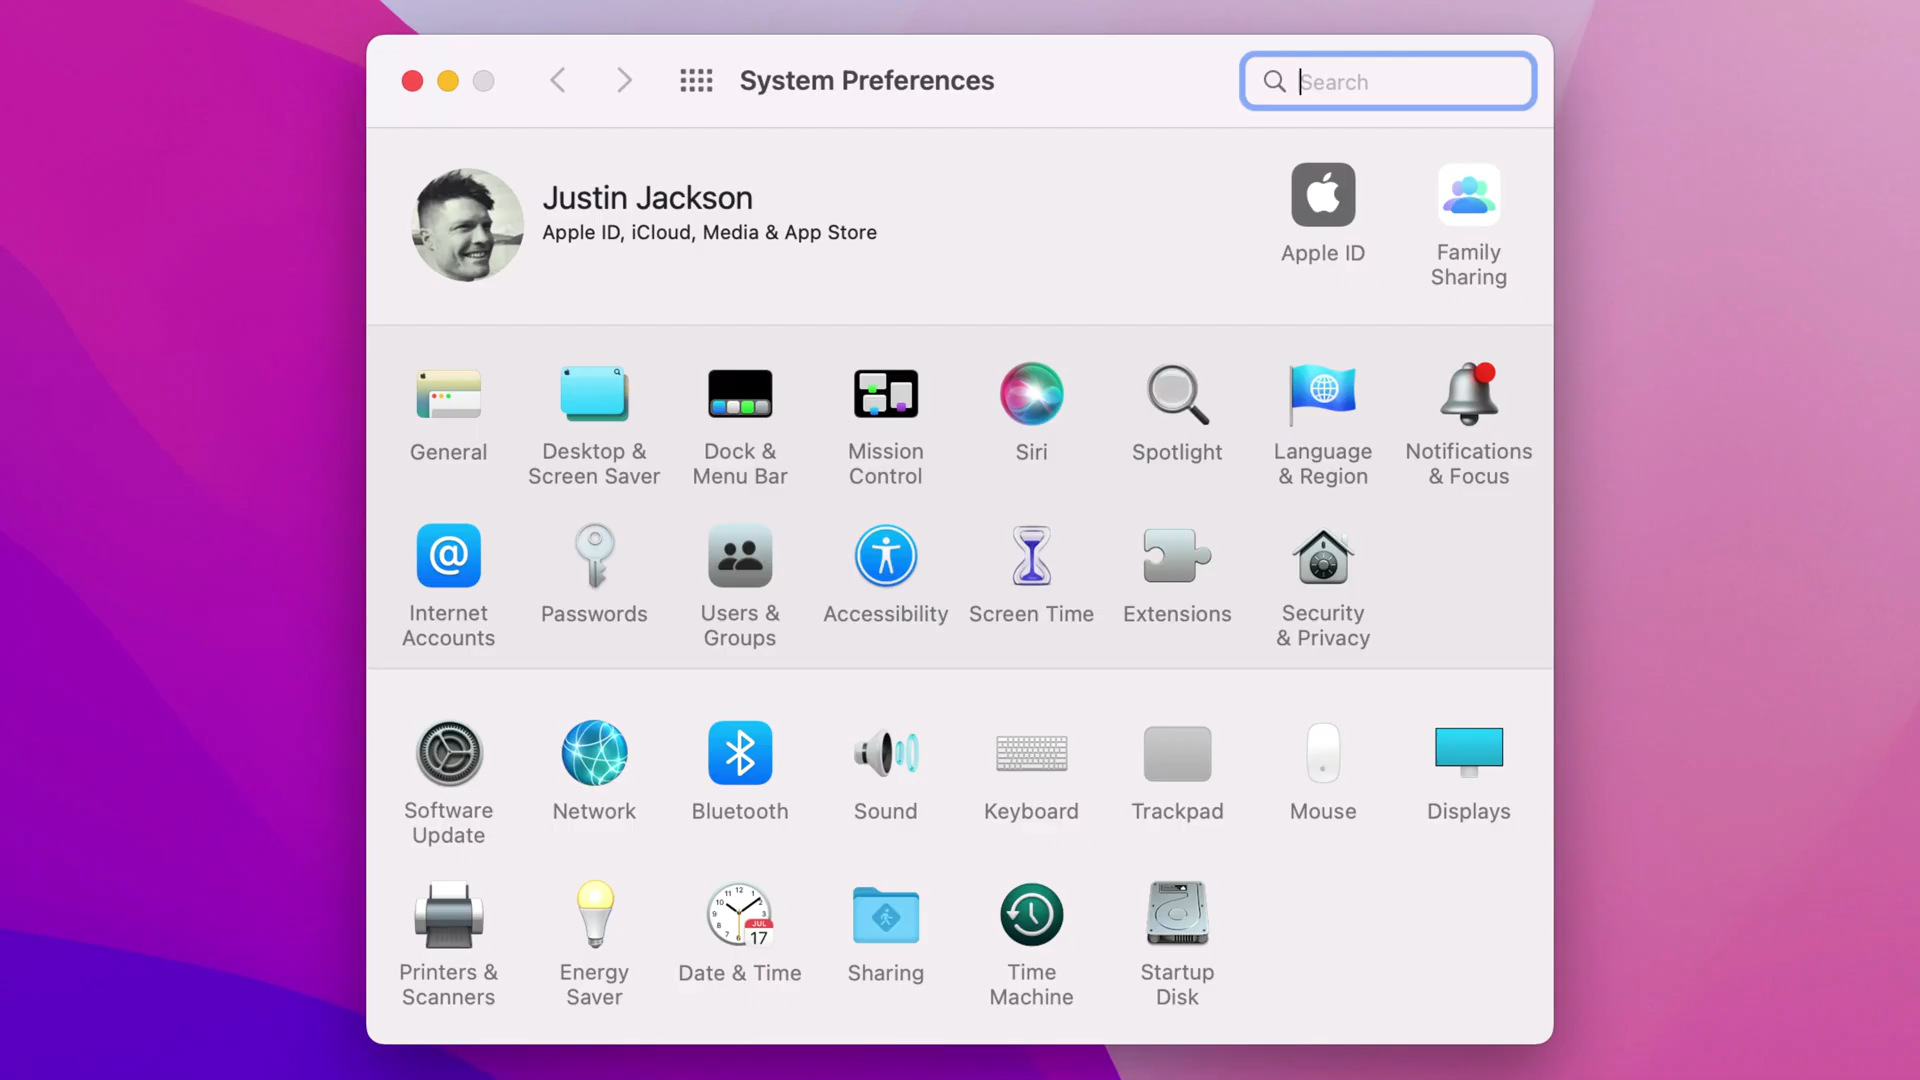 System Preferences
Search
Justin Jackson
Apple ID, iCloud, Media & App Store
Apple ID
Family
Sharing
General
Desktop &
Screen Saver
Dock &
Menu Bar
Mission
Control
Siri
Spotlight
Language
& Region
Notifications
& Focus
@
Internet
Accounts
Passwords
Users &
Groups
Accessibility
Screen Time
Extensions
Security
& Privacy
Software
Update
Network
Bluetooth
Sound
Keyboard
Trackpad
Mouse
Displays
Printers &
Scanners
Energy
Saver
JUL
17
Date & Time
Sharing
Time
Machine
Startup
Disk